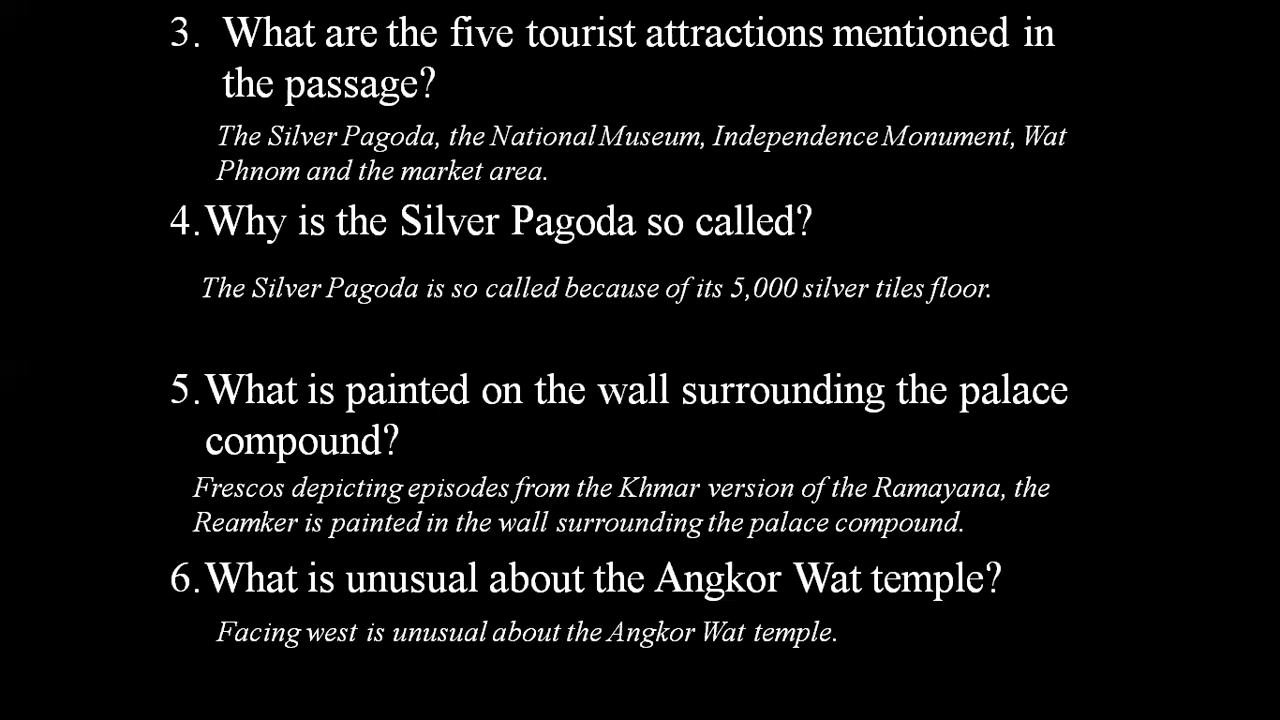 3. What are the five tourist attractions mentioned in
the passage?
The Silver Pagoda, the National Museum, Independence Monument, Wat
Phnom and the market area.
4. Why is the Silver Pagoda so called?
The Silver Pagoda is so called because of its 5,000 silver tiles floor.
5. What is painted on the wall surrounding the palace
compound?
Frescos depicting episodes from the Khmar version of the Ramayana, the
Reamker is painted in the wall surrounding the palace compound.
6. What is unusual about the Angkor Wat temple?
Facing west is unusual about the Angkor Wat temple.